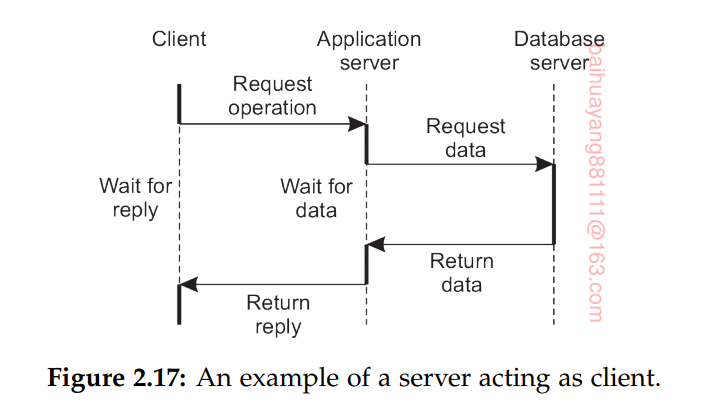 Client
Application
server
Database
server
Request
operation
Request
data
Wait for
reply
Wait for
data
Return
data
Return
reply
baihuayang881111@163.com
Figure 2.17: An example of a server acting as client.